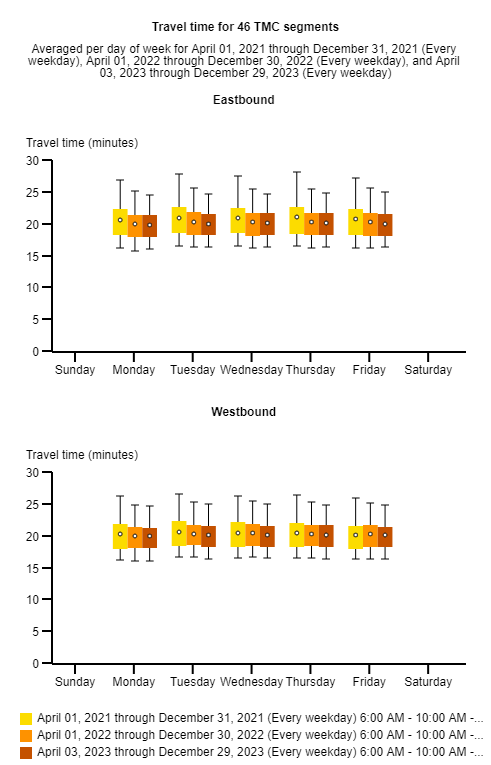 Travel time for 46 TMC segments
Averaged per day of week for April 01, 2021 through December 31, 2021 (Every
weekday), April 01, 2022 through December 30, 2022 (Every weekday), and April
03, 2023 through December 29, 2023 (Every weekday)
Eastbound
Travel time (minutes)
30
25
20
15
10
5
0
Sunday Monday Tuesday Wednesday Thursday Friday Saturday
Westbound
Travel time (minutes)
30
25
20
15
10
5
0
Sunday Monday Tuesday Wednesday Thursday Friday Saturday
April 01, 2021 through December 31, 2021 (Every weekday) 6:00 AM - 10:00 AM -...
April 01, 2022 through December 30, 2022 (Every weekday) 6:00 AM - 10:00 AM -...
April 03, 2023 through December 29, 2023 (Every weekday) 6:00 AM - 10:00 AM -...